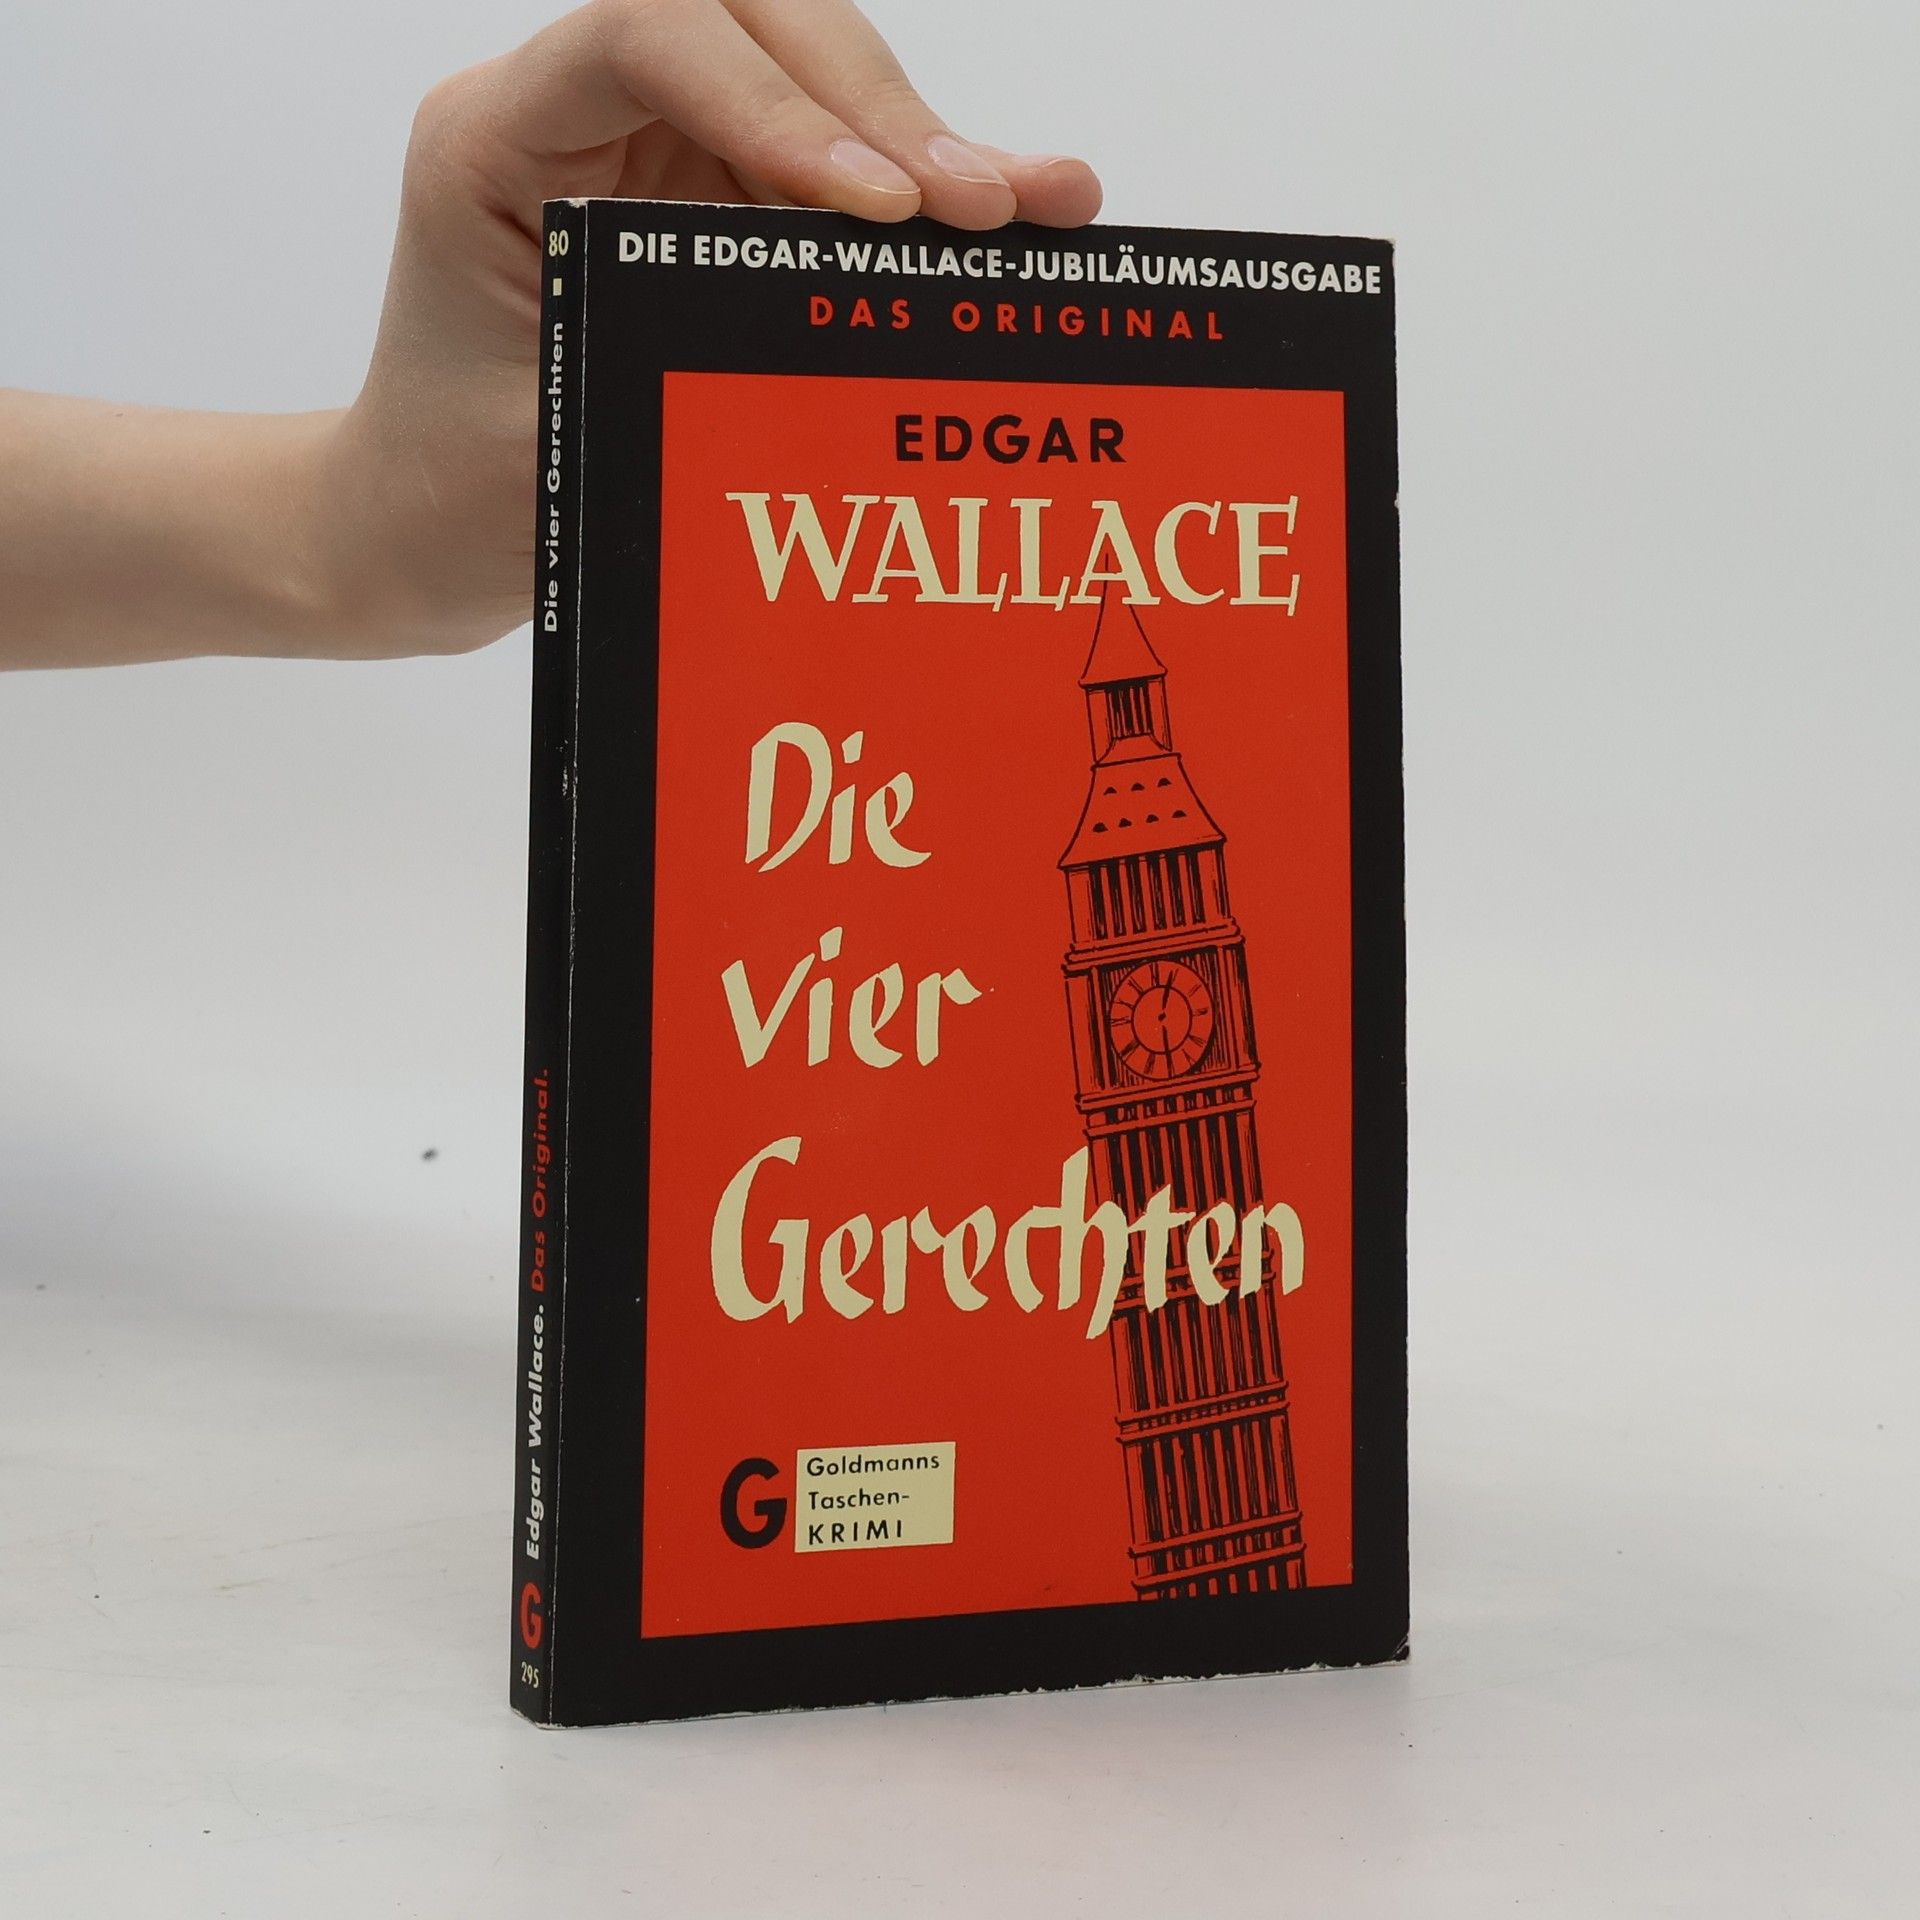 DIE EDGAR-WALLACE-JUBILÄUMSAUSGABE
DAS ORIGINAL
EDGAR
WALLACE
Die
vier
Gerechten
G
Goldmanns
Taschen-
KRIMI
80
Die vier Gerechten
Edgar Wallace. Das Original.
G
295